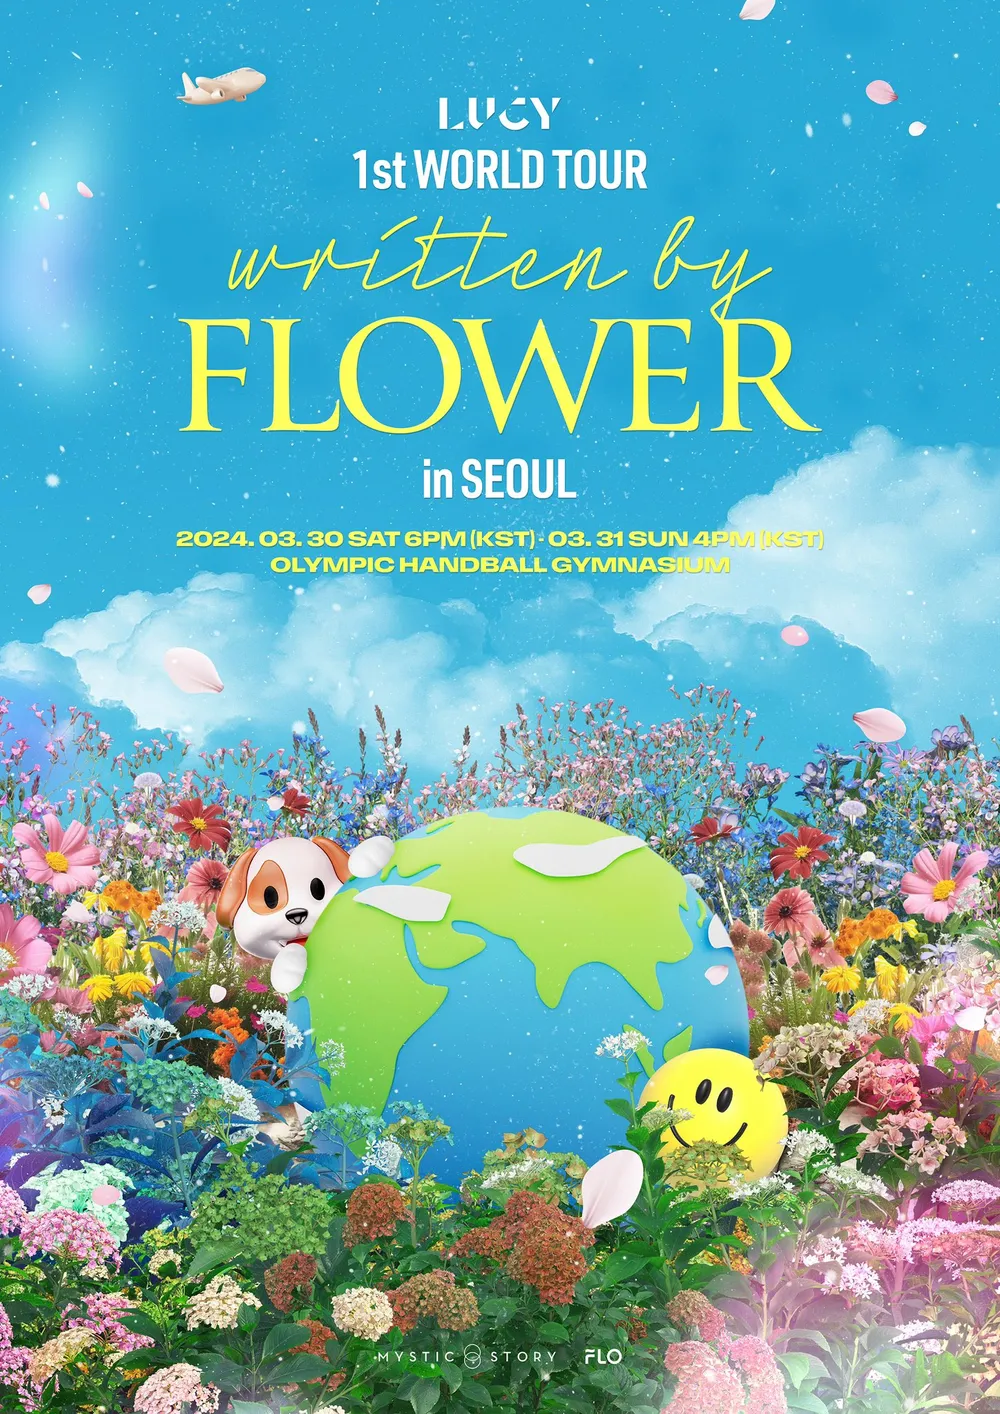 LUCY
1st WORLD TOUR
written by
FLOWER
in SEOUL
2024. 03. 30 SAT 6PM (KST) - 03. 31 SUN 4PM (KST)
OLYMPIC HANDBALL GYMNASIUM
MYSTIC STORY FLO